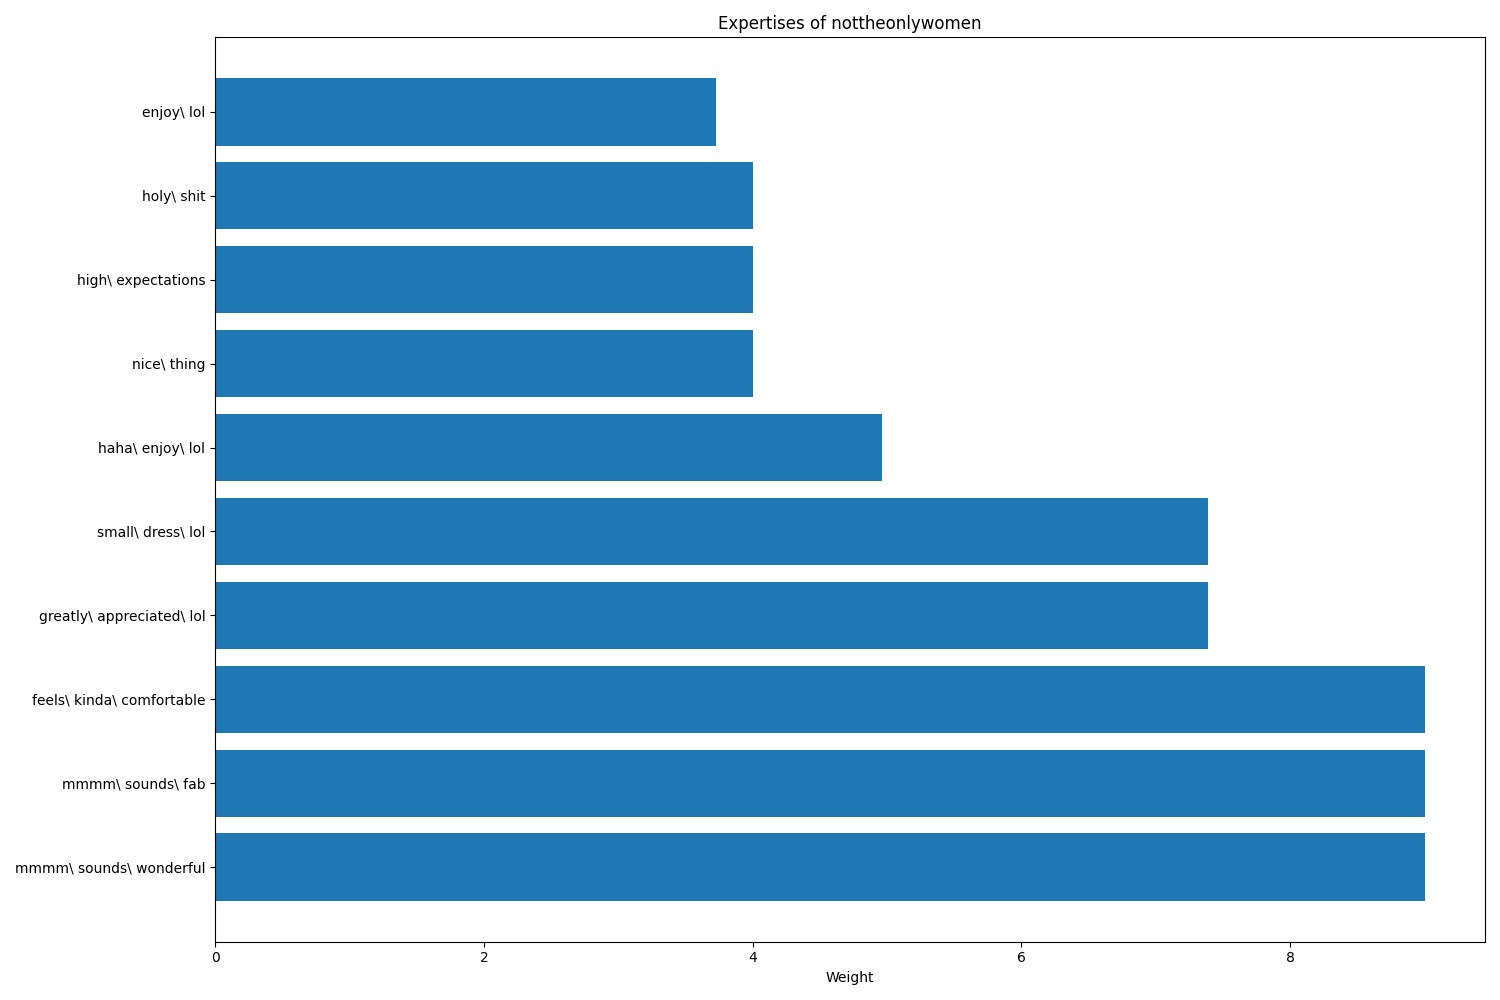 Expertises of nottheonlywomen
enjoy\ lol
holy\ shit
high\ expectations
nice\ thing
haha\ enjoy\ lol
small\ dress\ lol
greatly\ appreciated\ lol
feels\ kinda\ comfortable
mmmm\ sounds\ fab
mmmm\ sounds\ wonderful
0 2 4 6 8
Weight